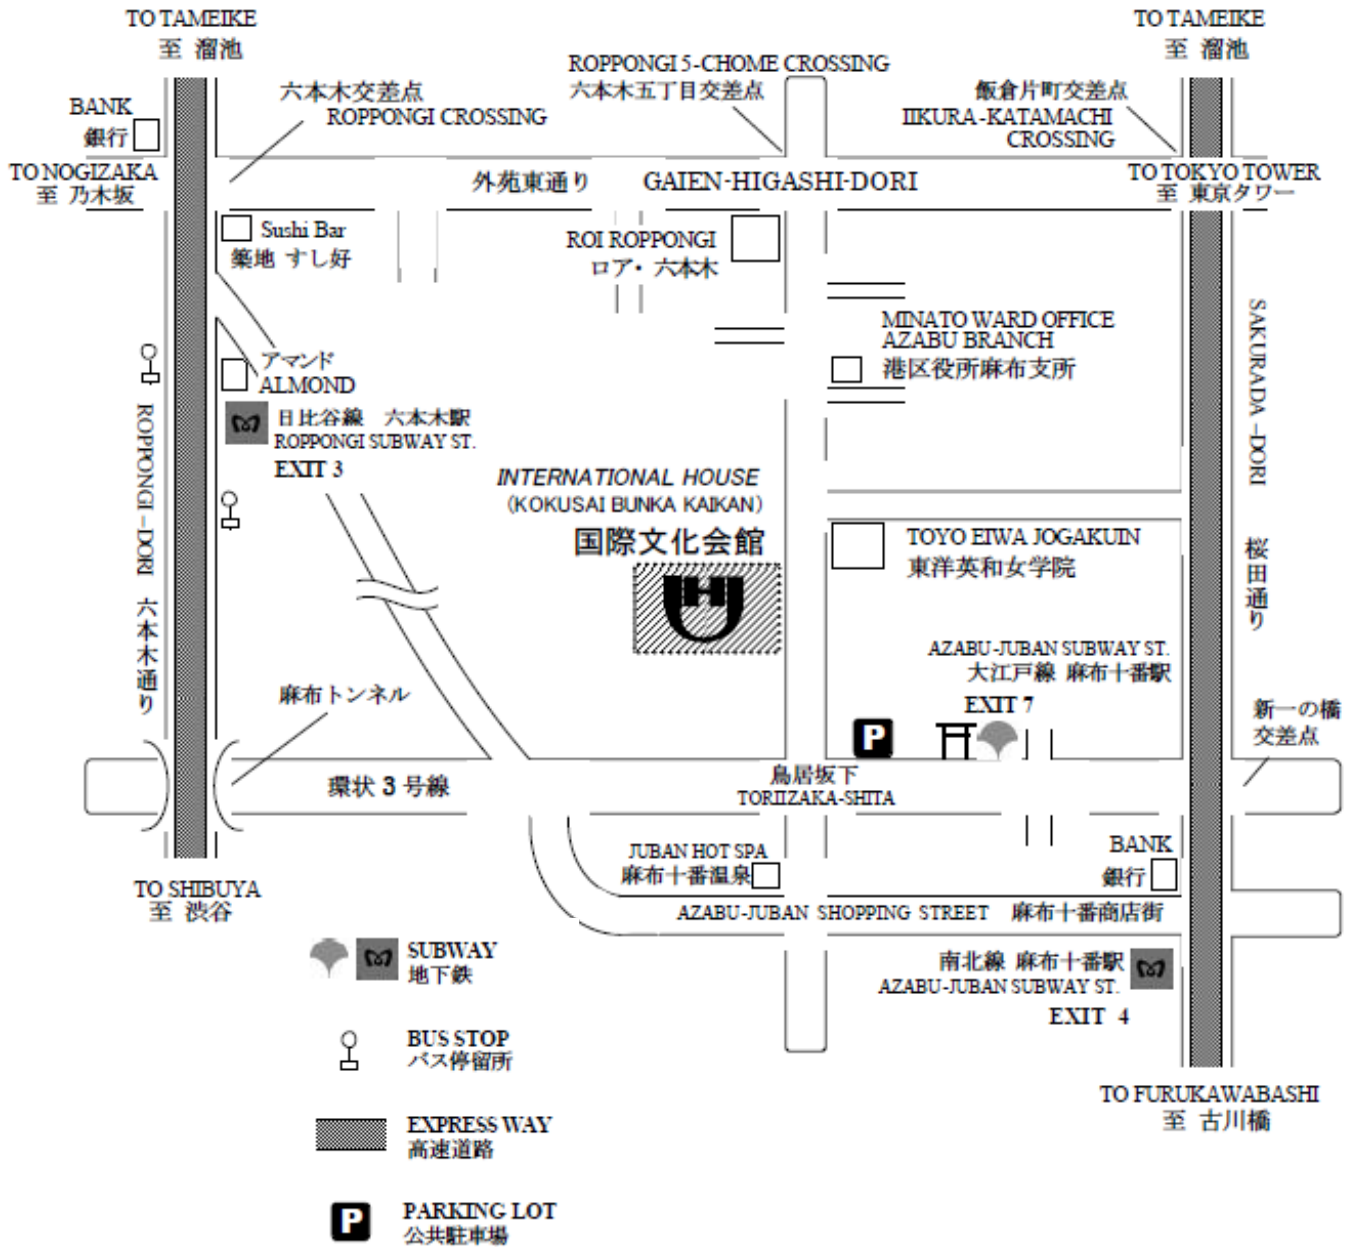 TO TAMEIKE
至 溜池
TO TAMEIKE
至 溜池
ROPPONGI 5-CHOME CROSSING
六本木五丁目交差点
六本木交差点
ROPPONGI CROSSING
飯倉片町交差点
IIKURA-KATAMACHI
CROSSING
BANK
銀行
TO NOGIZAKA
至 乃木坂
外苑東通り GAIEN-HIGASHI-DORI
TO TOKYO TOWER
至 東京タワー
Sushi Bar
築地 すし好
ROI ROPPONGI
ロア・ 六本木
MINATO WARD OFFICE
AZABU BRANCH
港区役所麻布支所
アマンド
ALMOND
日比谷線 六本木駅
ROPPONGI SUBWAY ST.
EXIT 3
ROPPONGI-DORI 六本木通り
SAKURADA-DORI 桜田通り
INTERNATIONAL HOUSE
(KOKUSAI BUNKA KAIKAN)
国際文化会館
TOYO EIWA JOGAKUIN
東洋英和女学院
AZABU-JUBAN SUBWAY ST.
大江戸線 麻布十番駅
EXIT 7
P
麻布トンネル
新一の橋
交差点
環状3号線
鳥居坂下
TORIIZAKA-SHITA
JUBAN HOT SPA
麻布十番温泉
BANK
銀行
TO SHIBUYA
至 渋谷
AZABU-JUBAN SHOPPING STREET 麻布十番商店街
南北線 麻布十番駅
AZABU-JUBAN SUBWAY ST.
EXIT 4
TO FURUKAWABASHI
至 古川橋
SUBWAY
地下鉄
BUS STOP
バス停留所
EXPRESS WAY
高速道路
P
PARKING LOT
公共駐車場